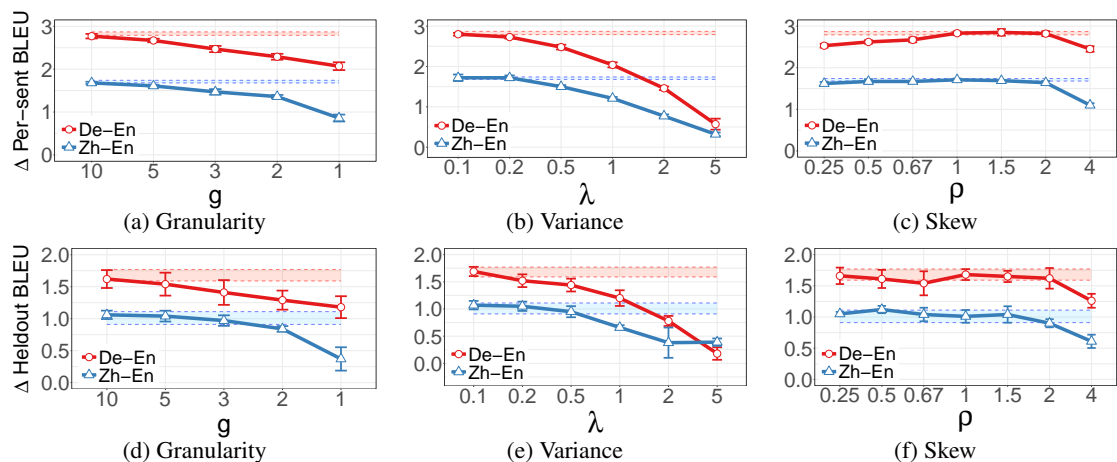 Δ Per-sent BLEU
3
2
1
0
De−En
Zh−En
10 5 3 2 1
g
(a) Granularity
3
2
1
0
De−En
Zh−En
0.1 0.2 0.5 1 2 5
λ
(b) Variance
3
2
1
0
De−En
Zh−En
0.25 0.5 0.67 1 1.5 2 4
ρ
(c) Skew
Δ Heldout BLEU
2.0
1.5
1.0
0.5
0.0
De−En
Zh−En
10 5 3 2 1
g
(d) Granularity
2.0
1.5
1.0
0.5
0.0
De−En
Zh−En
0.1 0.2 0.5 1 2 5
λ
(e) Variance
2.0
1.5
1.0
0.5
0.0
De−En
Zh−En
0.25 0.5 0.67 1 1.5 2 4
ρ
(f) Skew